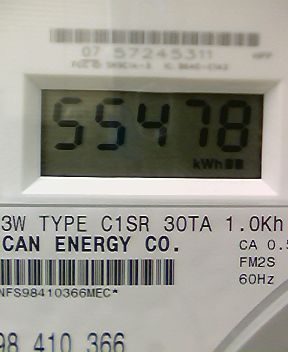 07 57245311
55478
kWh
3W TYPE C1SR 30TA 1.0Kh
CAN ENERGY CO.
CA 0.5
FM2S
60Hz
NFS98410366MEC*
98 410 366